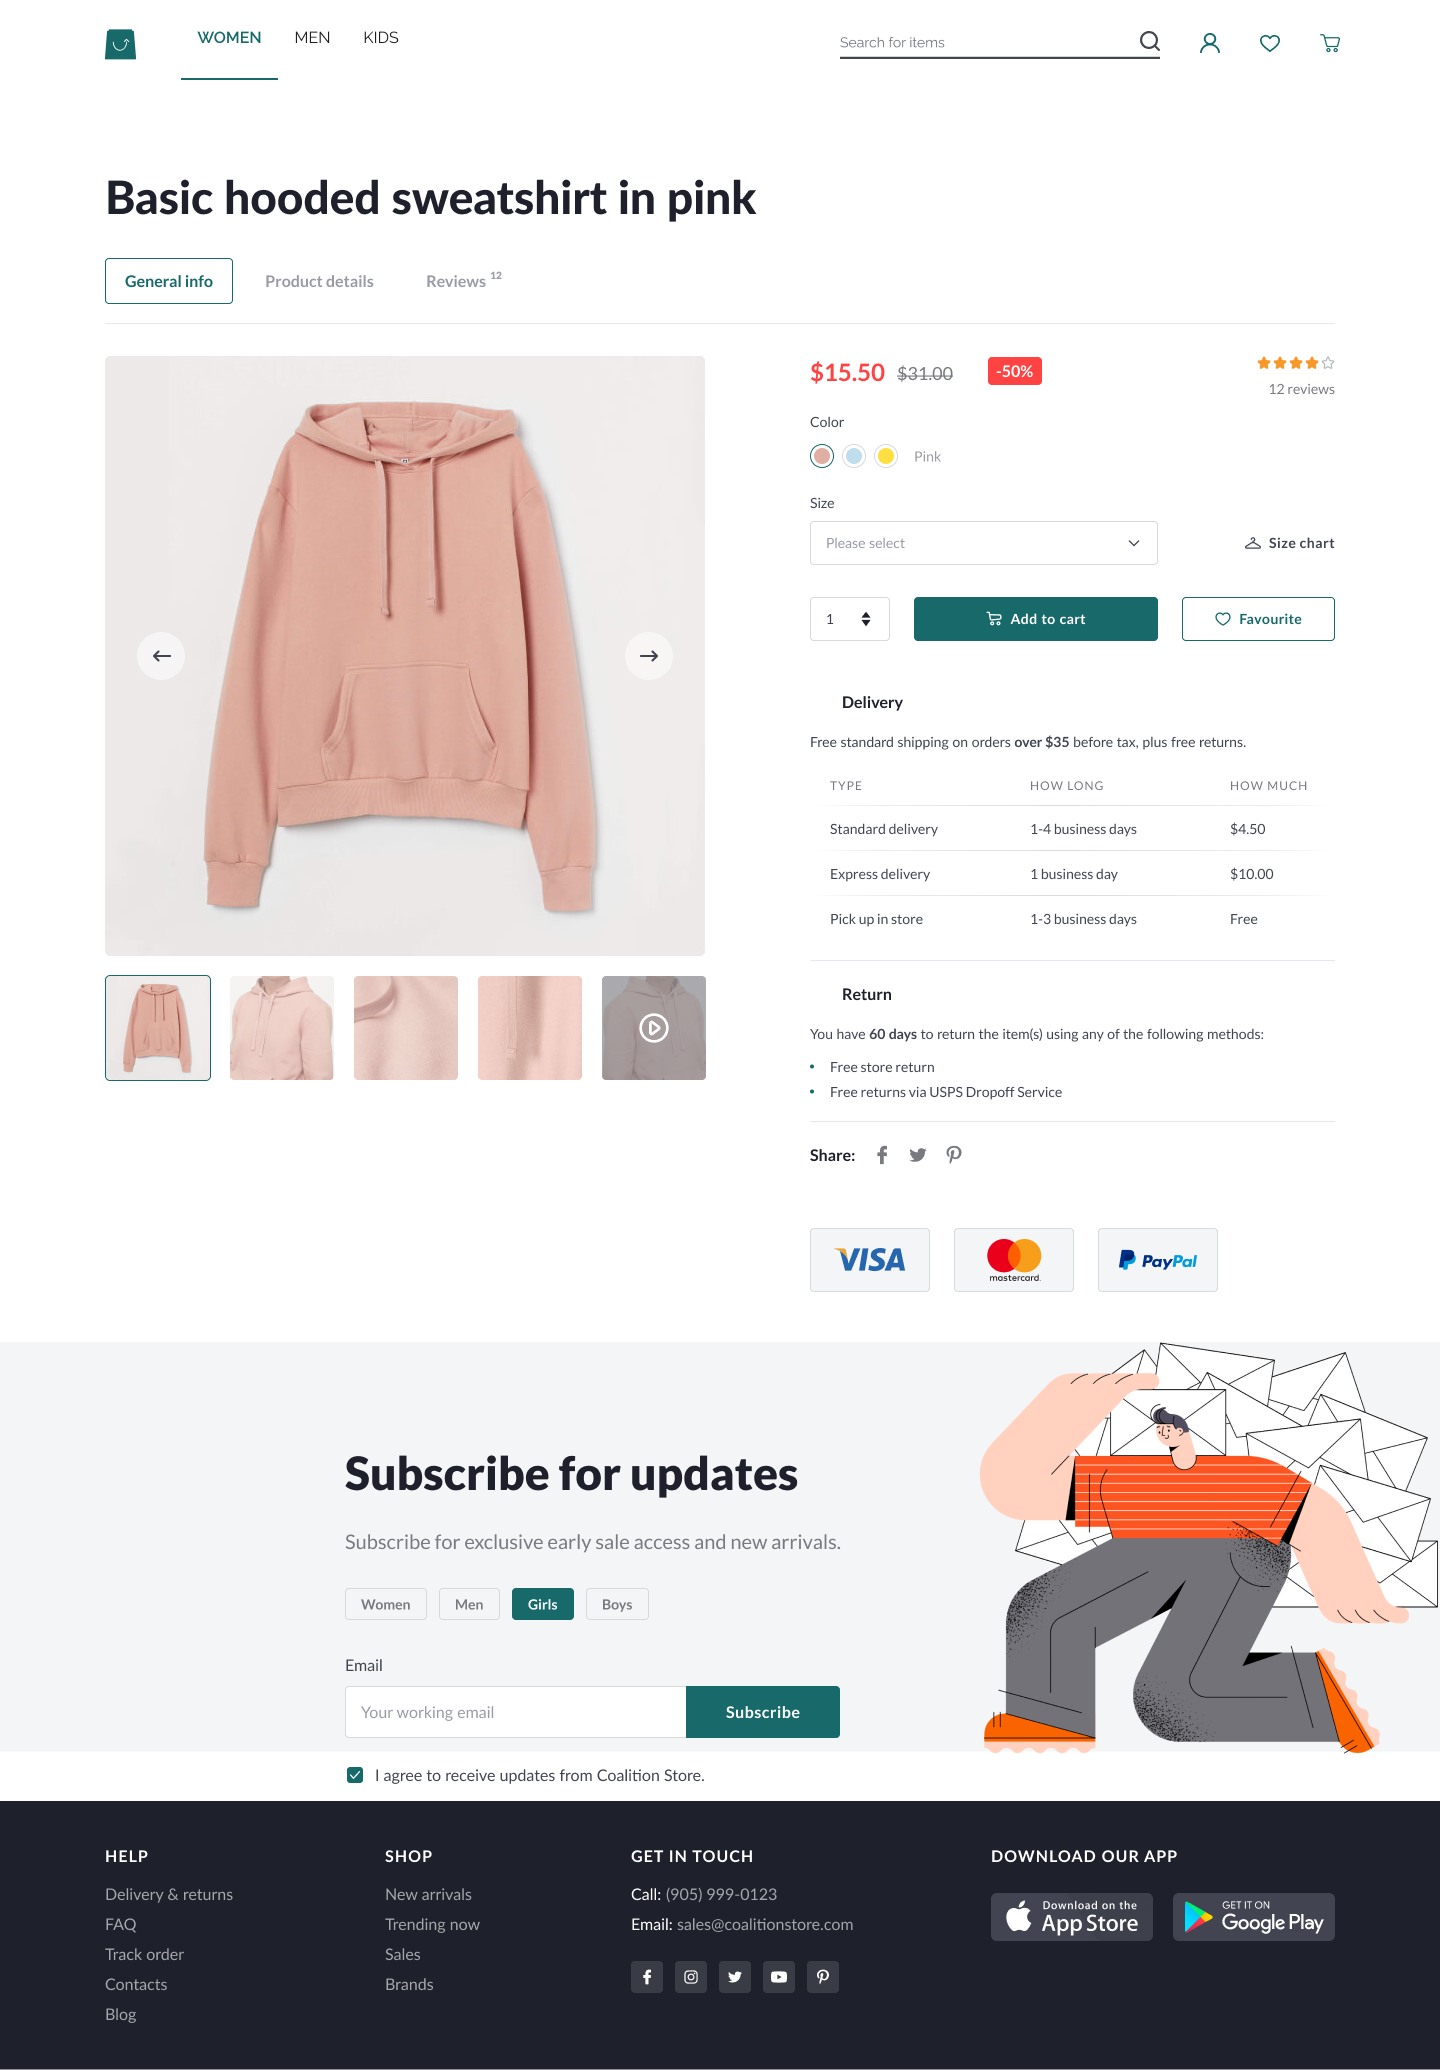 WOMEN MEN KIDS Search for items
Basic hooded sweatshirt in pink
General info Product details Reviews 12
$15.50 $31.00 -50%
12 reviews
Color
Pink
Size
Please select Size chart
1 Add to cart Favourite
Delivery
Free standard shipping on orders over $35 before tax, plus free returns.
TYPE HOW LONG HOW MUCH
Standard delivery 1-4 business days $4.50
Express delivery 1 business day $10.00
Pick up in store 1-3 business days Free
Return
You have 60 days to return the item(s) using any of the following methods:
• Free store return
• Free returns via USPS Dropoff Service
Share:
VISA mastercard. PayPal
Subscribe for updates
Subscribe for exclusive early sale access and new arrivals.
Women Men Girls Boys
Email
Your working email Subscribe
I agree to receive updates from Coalition Store.
HELP
Delivery & returns
FAQ
Track order
Contacts
Blog
SHOP
New arrivals
Trending now
Sales
Brands
GET IN TOUCH
Call: (905) 999-0123
Email: sales@coalitionstore.com
DOWNLOAD OUR APP
Download on the
App Store
GET IT ON
Google Play